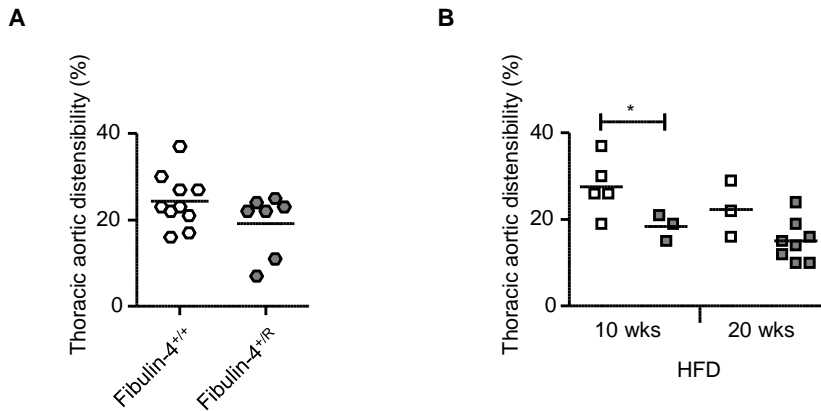 A
Thoracic aortic distensibility (%)
40
20
0
Fibulin-4+/+
Fibulin-4+/R
B
Thoracic aortic distensibility (%)
*
40
20
0
10 wks
20 wks
HFD